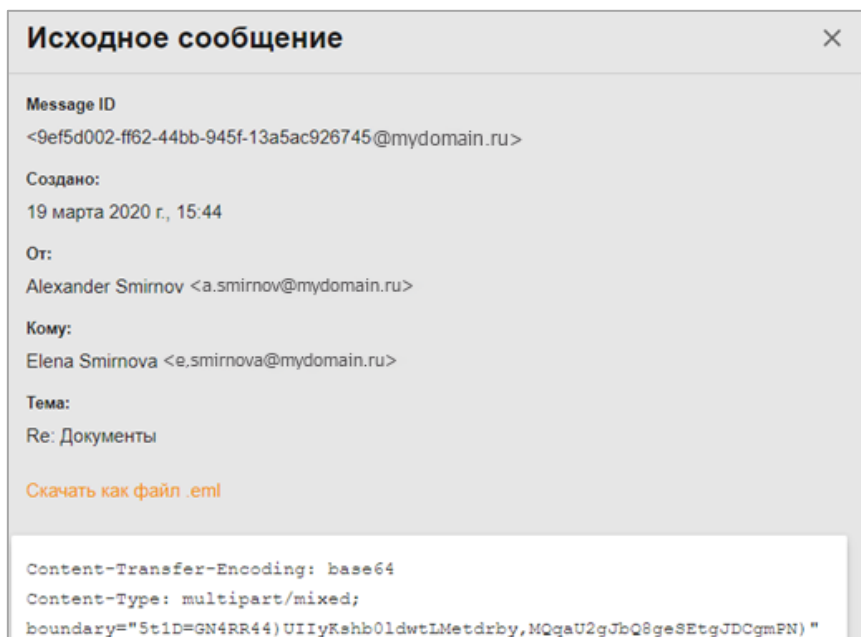 Исходное сообщение
Message ID
<9ef5d002-ff62-44bb-945f-13a5ac926745@mydomain.ru>
Создано:
19 марта 2020 г., 15:44
От:
Alexander Smirnov <a.smirnov@mydomain.ru>
Кому:
Elena Smirnova <e,smirnova@mydomain.ru>
Тема:
Re: Документы
Скачать как файл .eml
Content-Transfer-Encoding: base64
Content-Type: multipart/mixed;
boundary="5t1D=GN4RR44)UIIyKshb0ldwtLMetdrby,MQqaU2gJbQ8geSEtgJDCgmPN)"